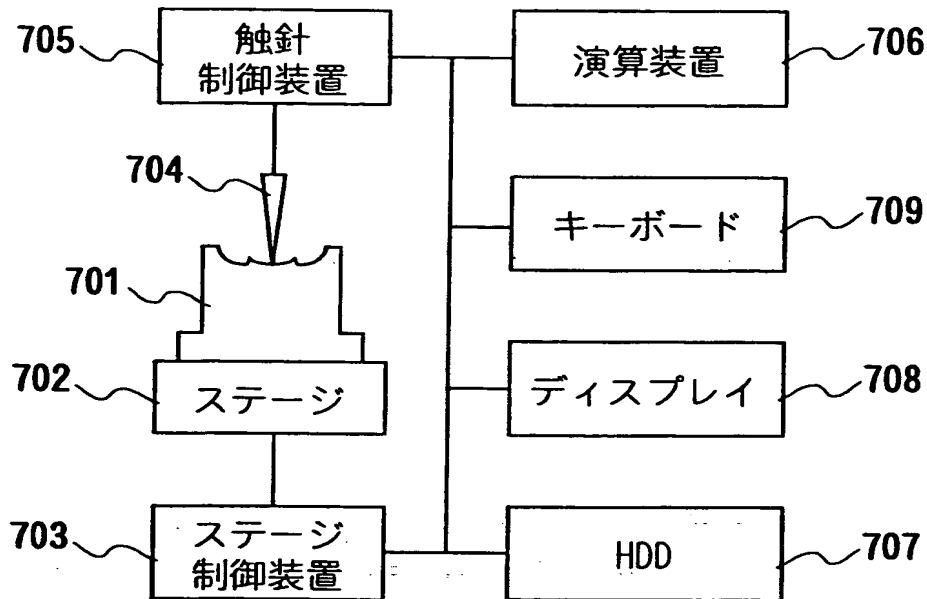 705
触針
制御装置
演算装置
706
704
キーボード
709
701
702
ステージ
ディスプレイ
708
703
ステージ
制御装置
HDD
707